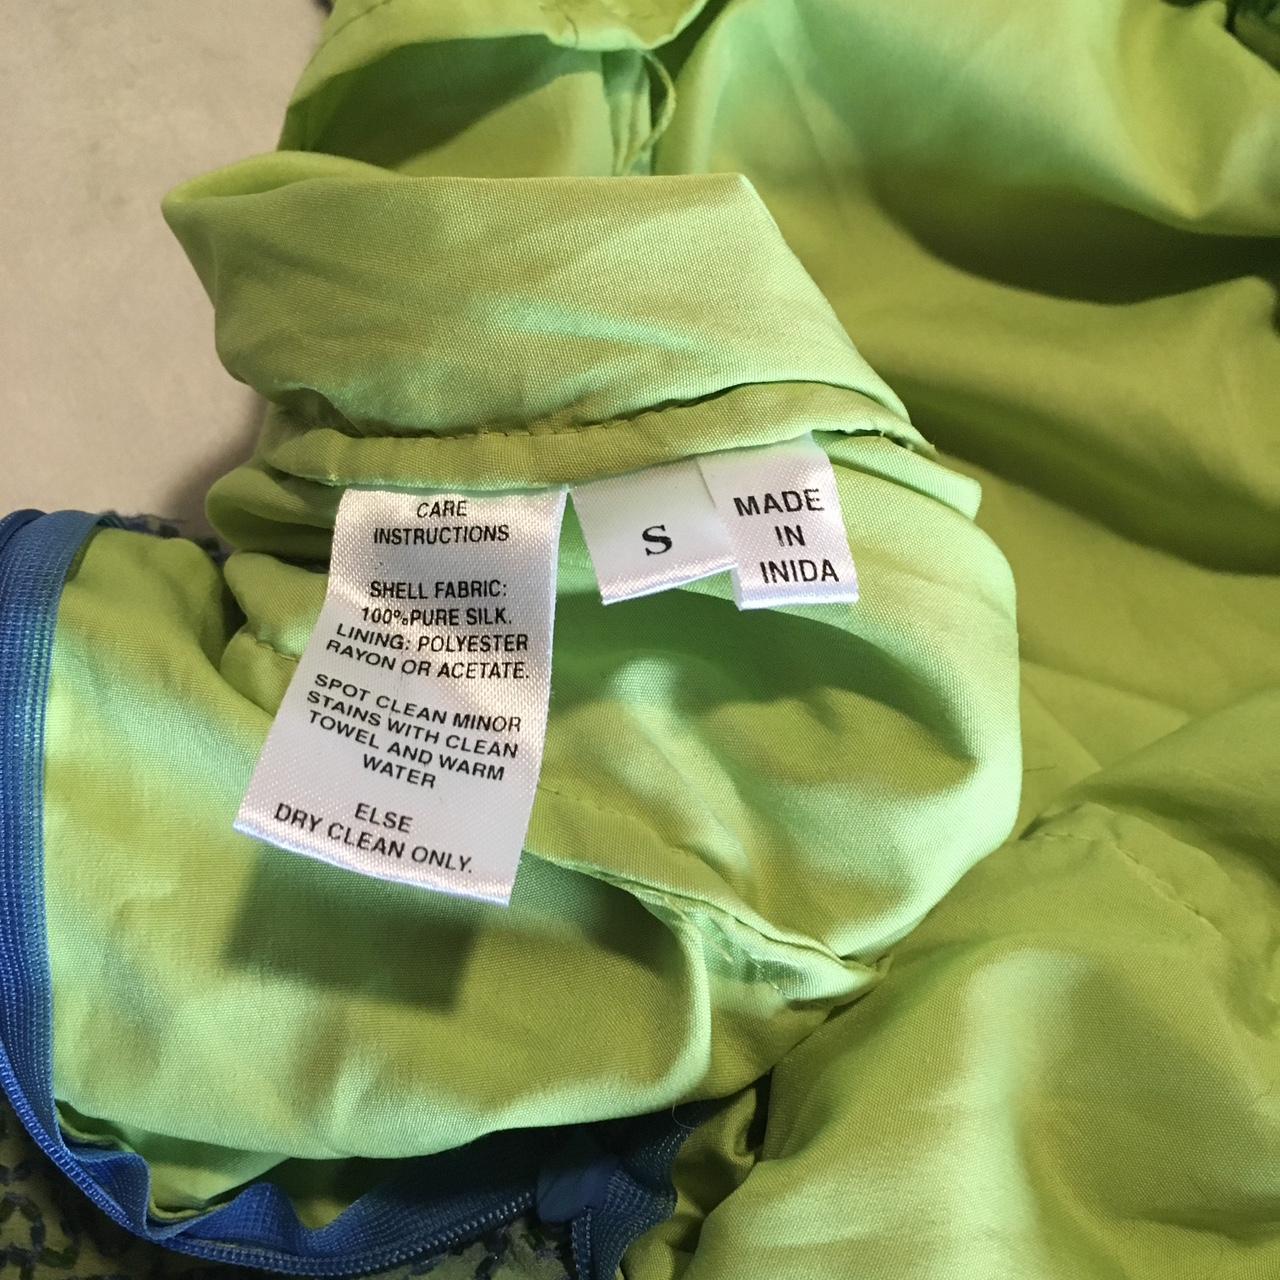 CARE
INSTRUCTIONS
SHELL FABRIC:
100%PURE SILK.
LINING: POLYESTER
RAYON OR ACETATE.
SPOT CLEAN MINOR
STAINS WITH CLEAN
TOWEL AND WARM
WATER
ELSE
DRY CLEAN ONLY.
S
MADE
IN
INIDA